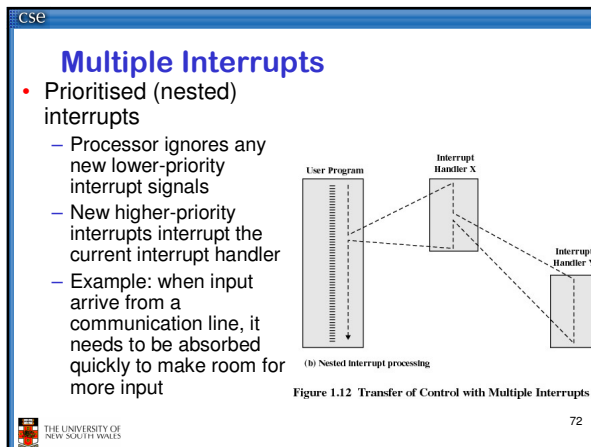 cse
Multiple Interrupts
• Prioritised (nested)
interrupts
– Processor ignores any
new lower-priority
interrupt signals
– New higher-priority
interrupts interrupt the
current interrupt handler
– Example: when input
arrive from a
communication line, it
needs to be absorbed
quickly to make room for
more input
User Program
Interrupt
Handler X
Interrupt
Handler Y
(b) Nested interrupt processing
Figure 1.12 Transfer of Control with Multiple Interrupts
THE UNIVERSITY OF
NEW SOUTH WALES
72